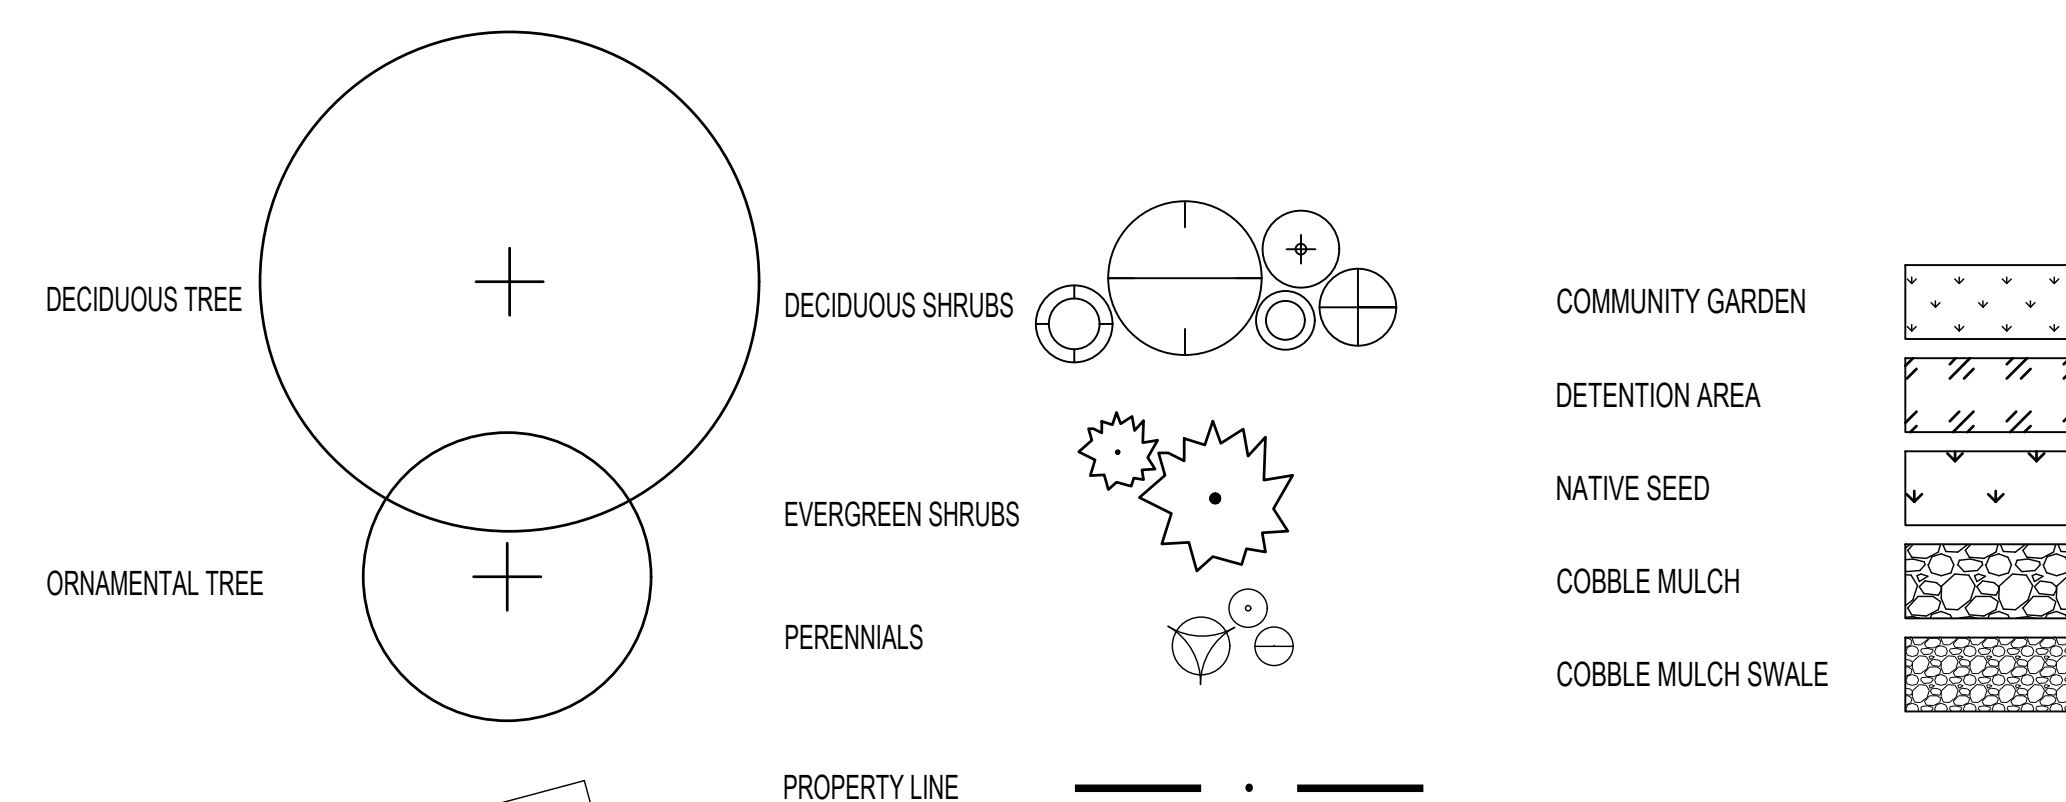 DECIDUOUS TREE
ORNAMENTAL TREE
DECIDUOUS SHRUBS
EVERGREEN SHRUBS
PERENNIALS
PROPERTY LINE
COMMUNITY GARDEN
DETENTION AREA
NATIVE SEED
COBBLE MULCH
COBBLE MULCH SWALE